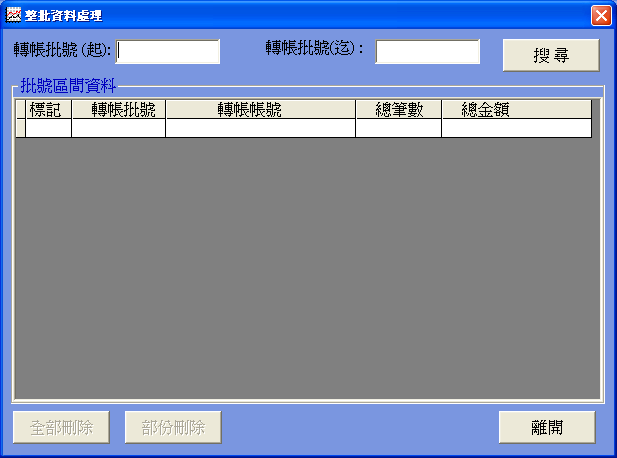 整批資料處理
轉帳批號(起): 轉帳批號(迄): 搜尋
批號區間資料
標記 轉帳批號 轉帳帳號 總筆數 總金額
全部刪除 部份刪除 離開